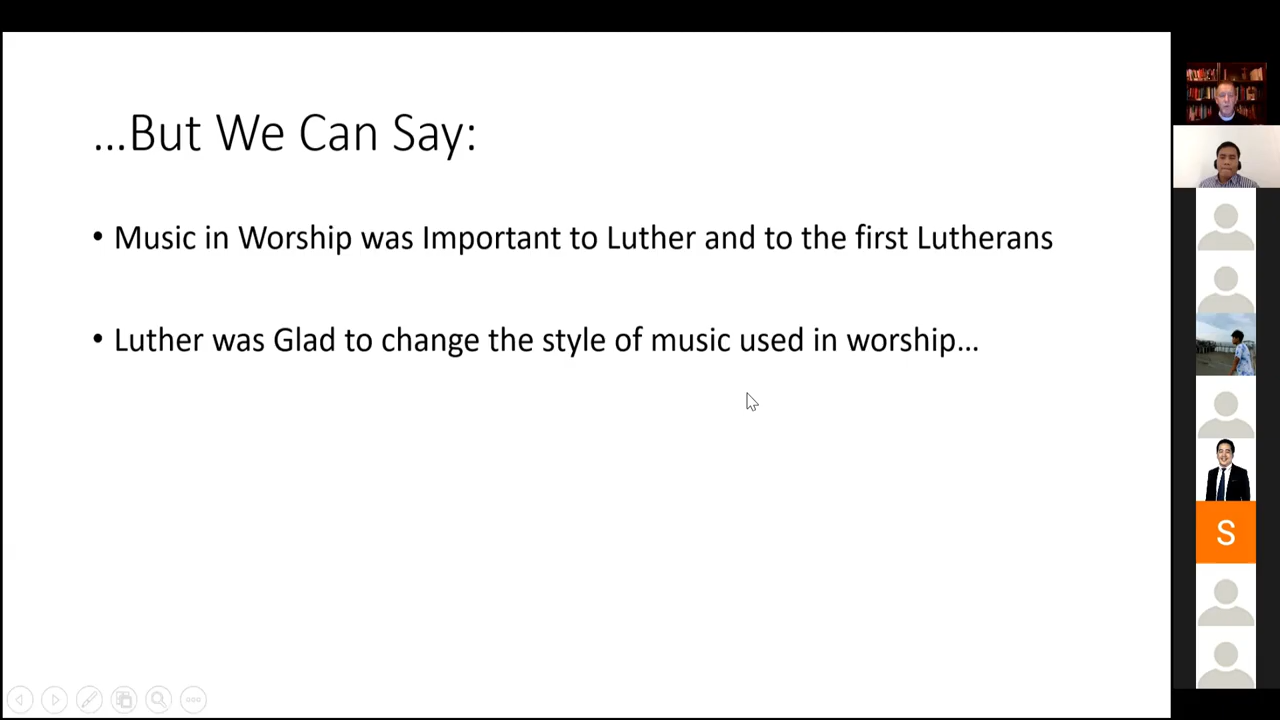 ...But We Can Say:
• Music in Worship was Important to Luther and to the first Lutherans
• Luther was Glad to change the style of music used in worship...
S